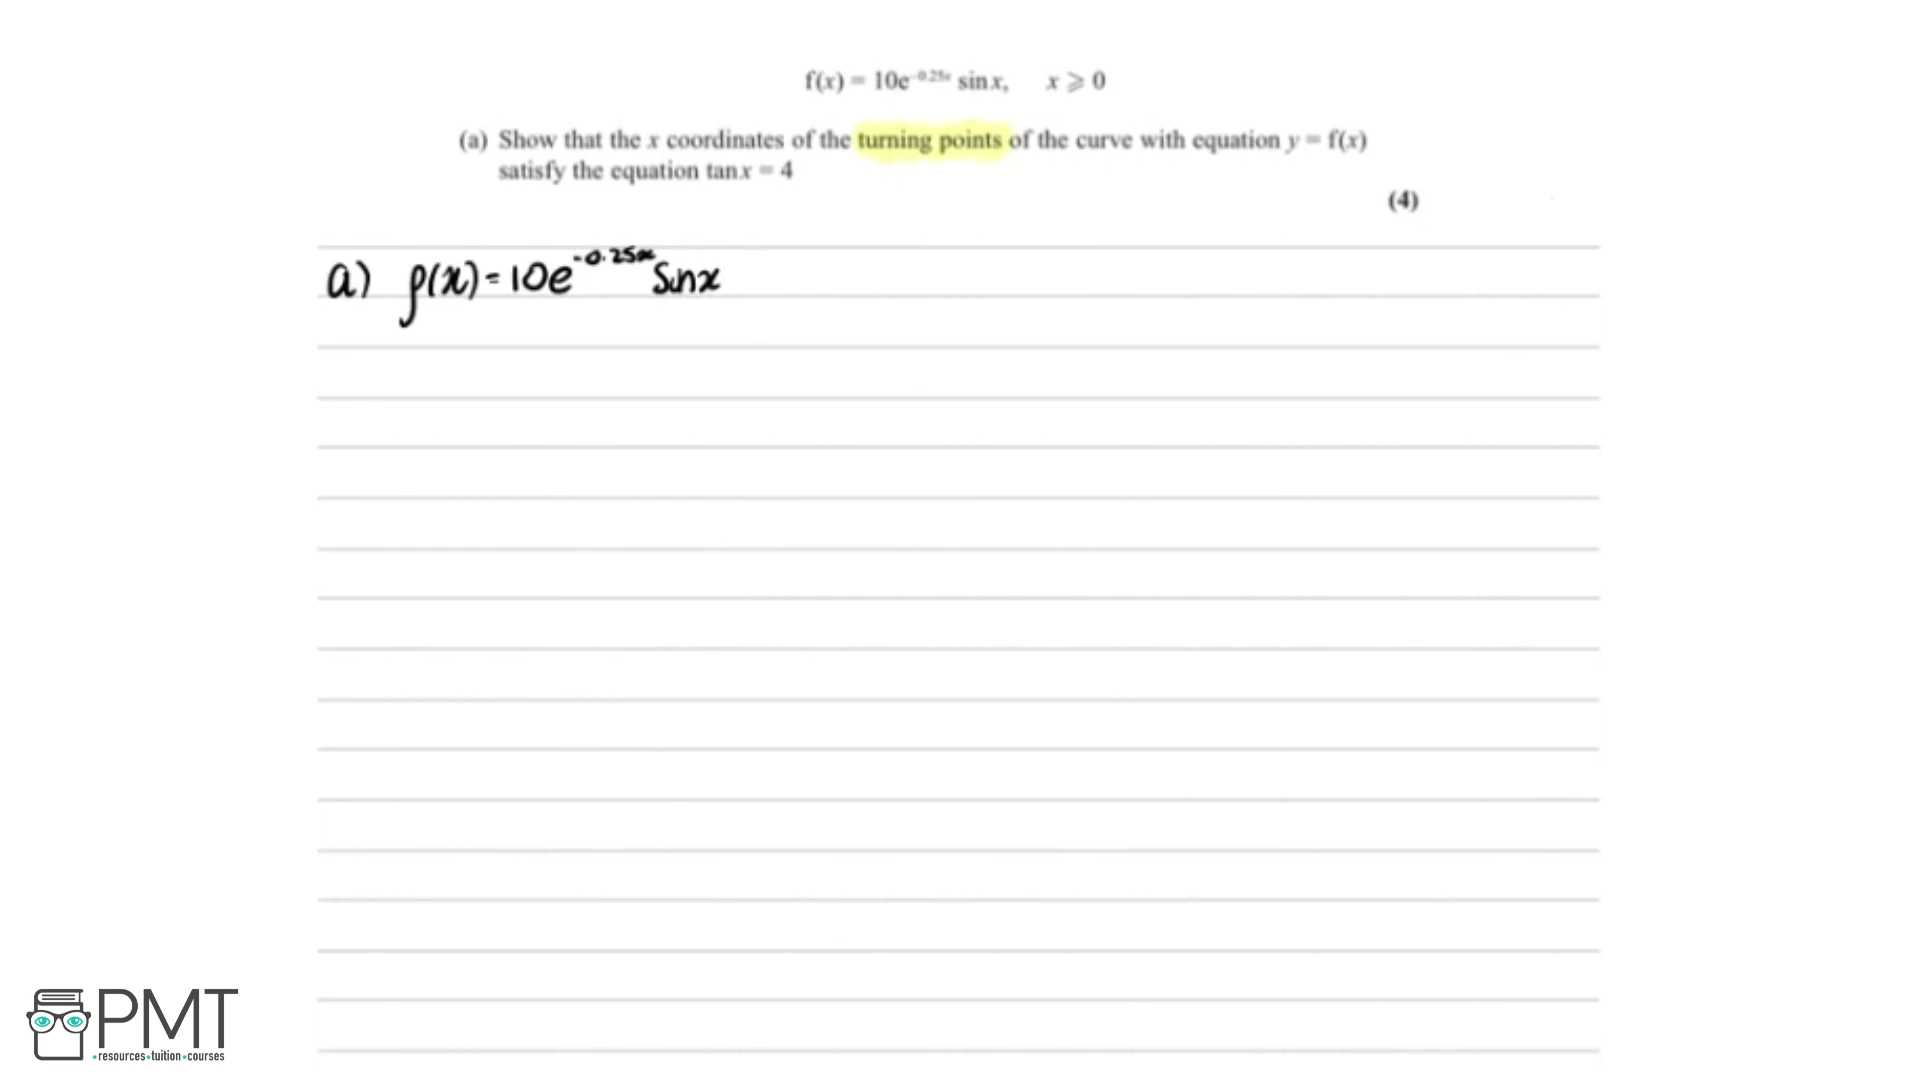 f(x) = 10e^{-0.25x} sin x,   x ⩾ 0
(a) Show that the x coordinates of the turning points of the curve with equation y = f(x)
satisfy the equation tan x = 4
(4)
a) f(x) = 10e^{-0.25x} sin x
PMT
•resources•tuition•courses